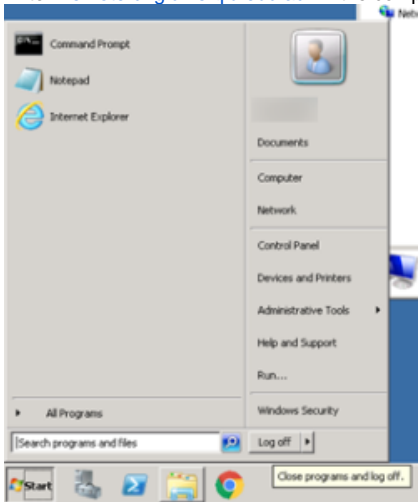 Command Prompt
Notepad
Internet Explorer
Documents
Computer
Network
Control Panel
Devices and Printers
Administrative Tools
Help and Support
Run...
All Programs
Windows Security
Search programs and files
Log off
Start
Close programs and log off.